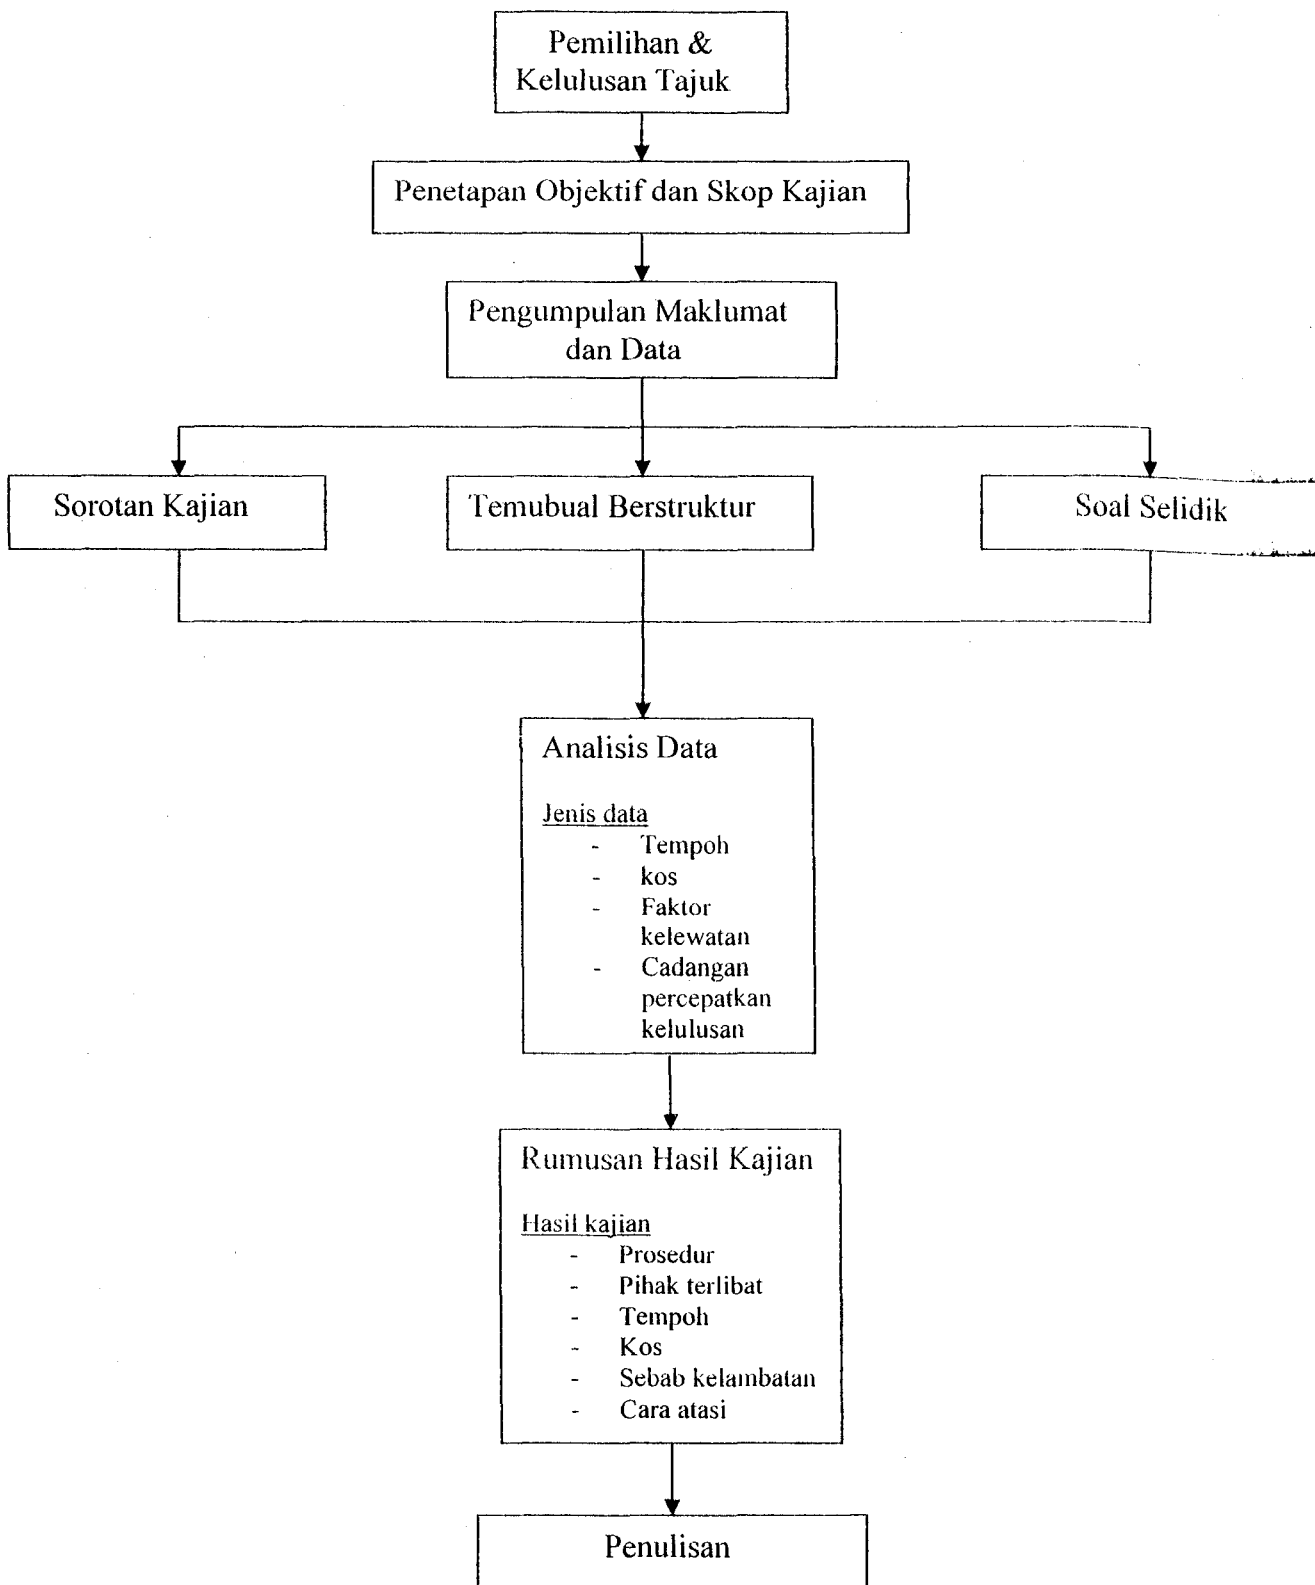 Pemilihan &
Kelulusan Tajuk
Penetapan Objektif dan Skop Kajian
Pengumpulan Maklumat
dan Data
Sorotan Kajian
Temubual Berstruktur
Soal Selidik
Analisis Data
Jenis data
- Tempoh
- kos
- Faktor
kelewatan
- Cadangan
percepatkan
kelulusan
Rumusan Hasil Kajian
Hasil kajian
- Prosedur
- Pihak terlibat
- Tempoh
- Kos
- Sebab kelambatan
- Cara atasi
Penulisan